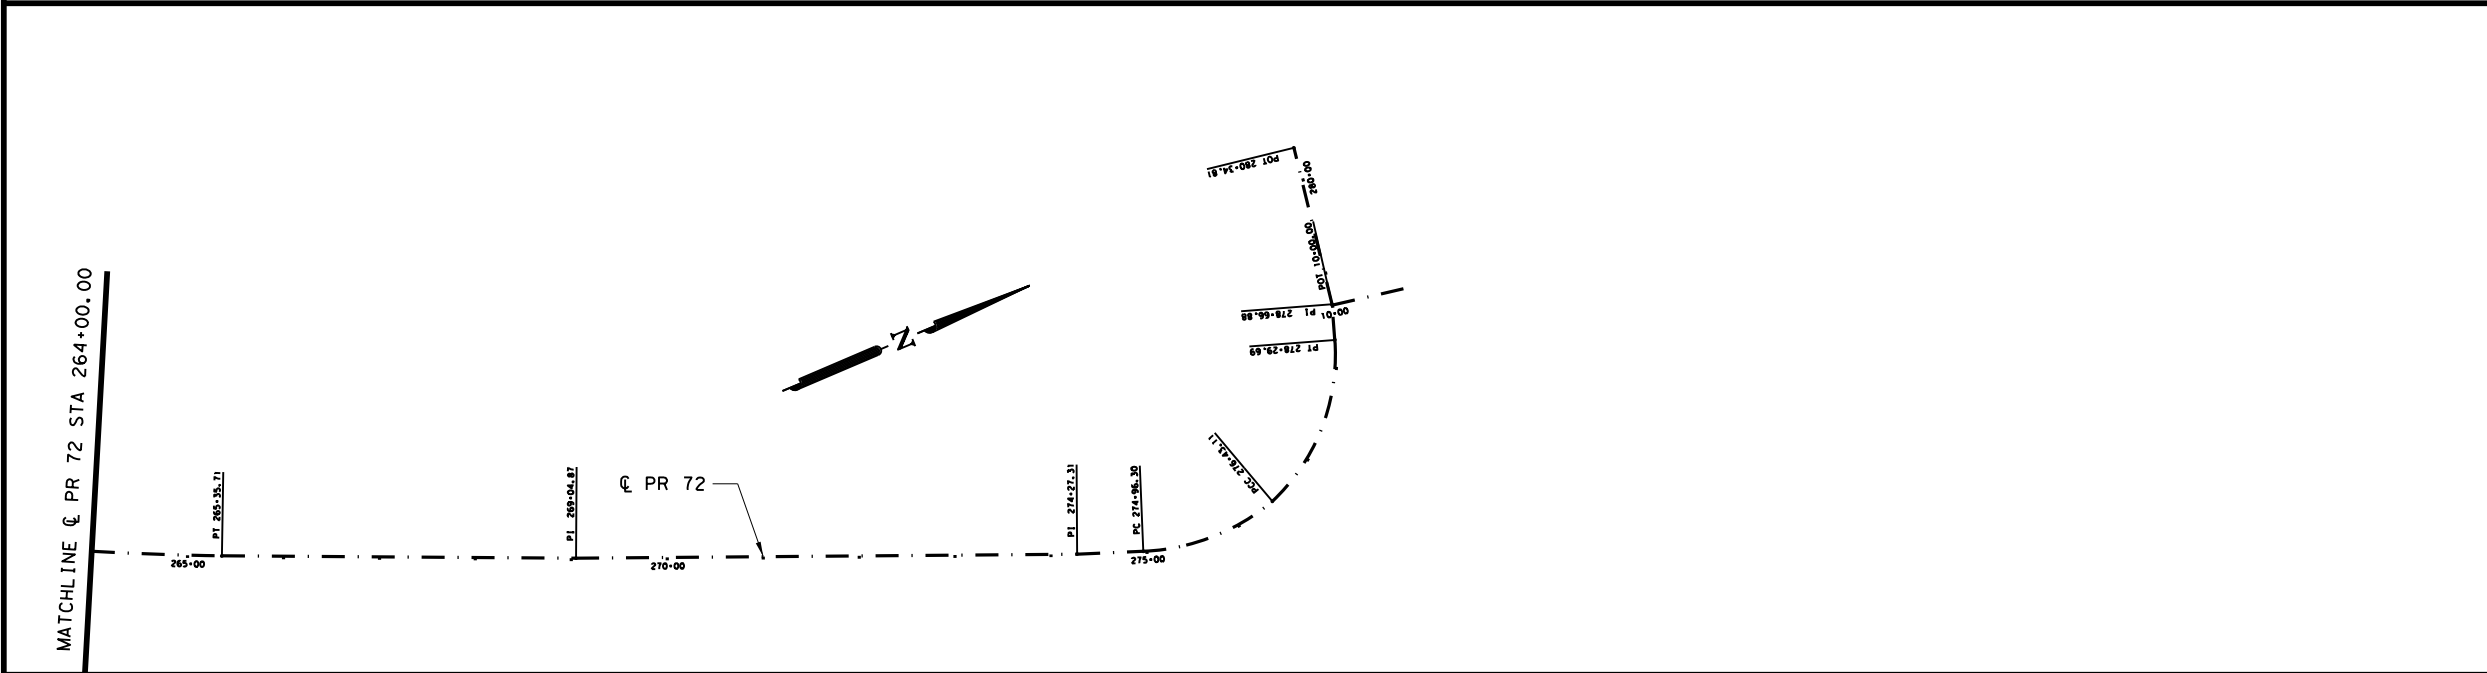 MATCHLINE ℄ PR 72 STA 264+00.00
PT 265+35.71
265+00
PI 269+04.87
270+00
℄ PR 72
N
PI 274+27.31
PC 274+96.30
275+00
PCC 276+43.11
PT 278+29.69
PI 278+66.88
10+00
POT 10+00.00
280+00
POT 280+34.81